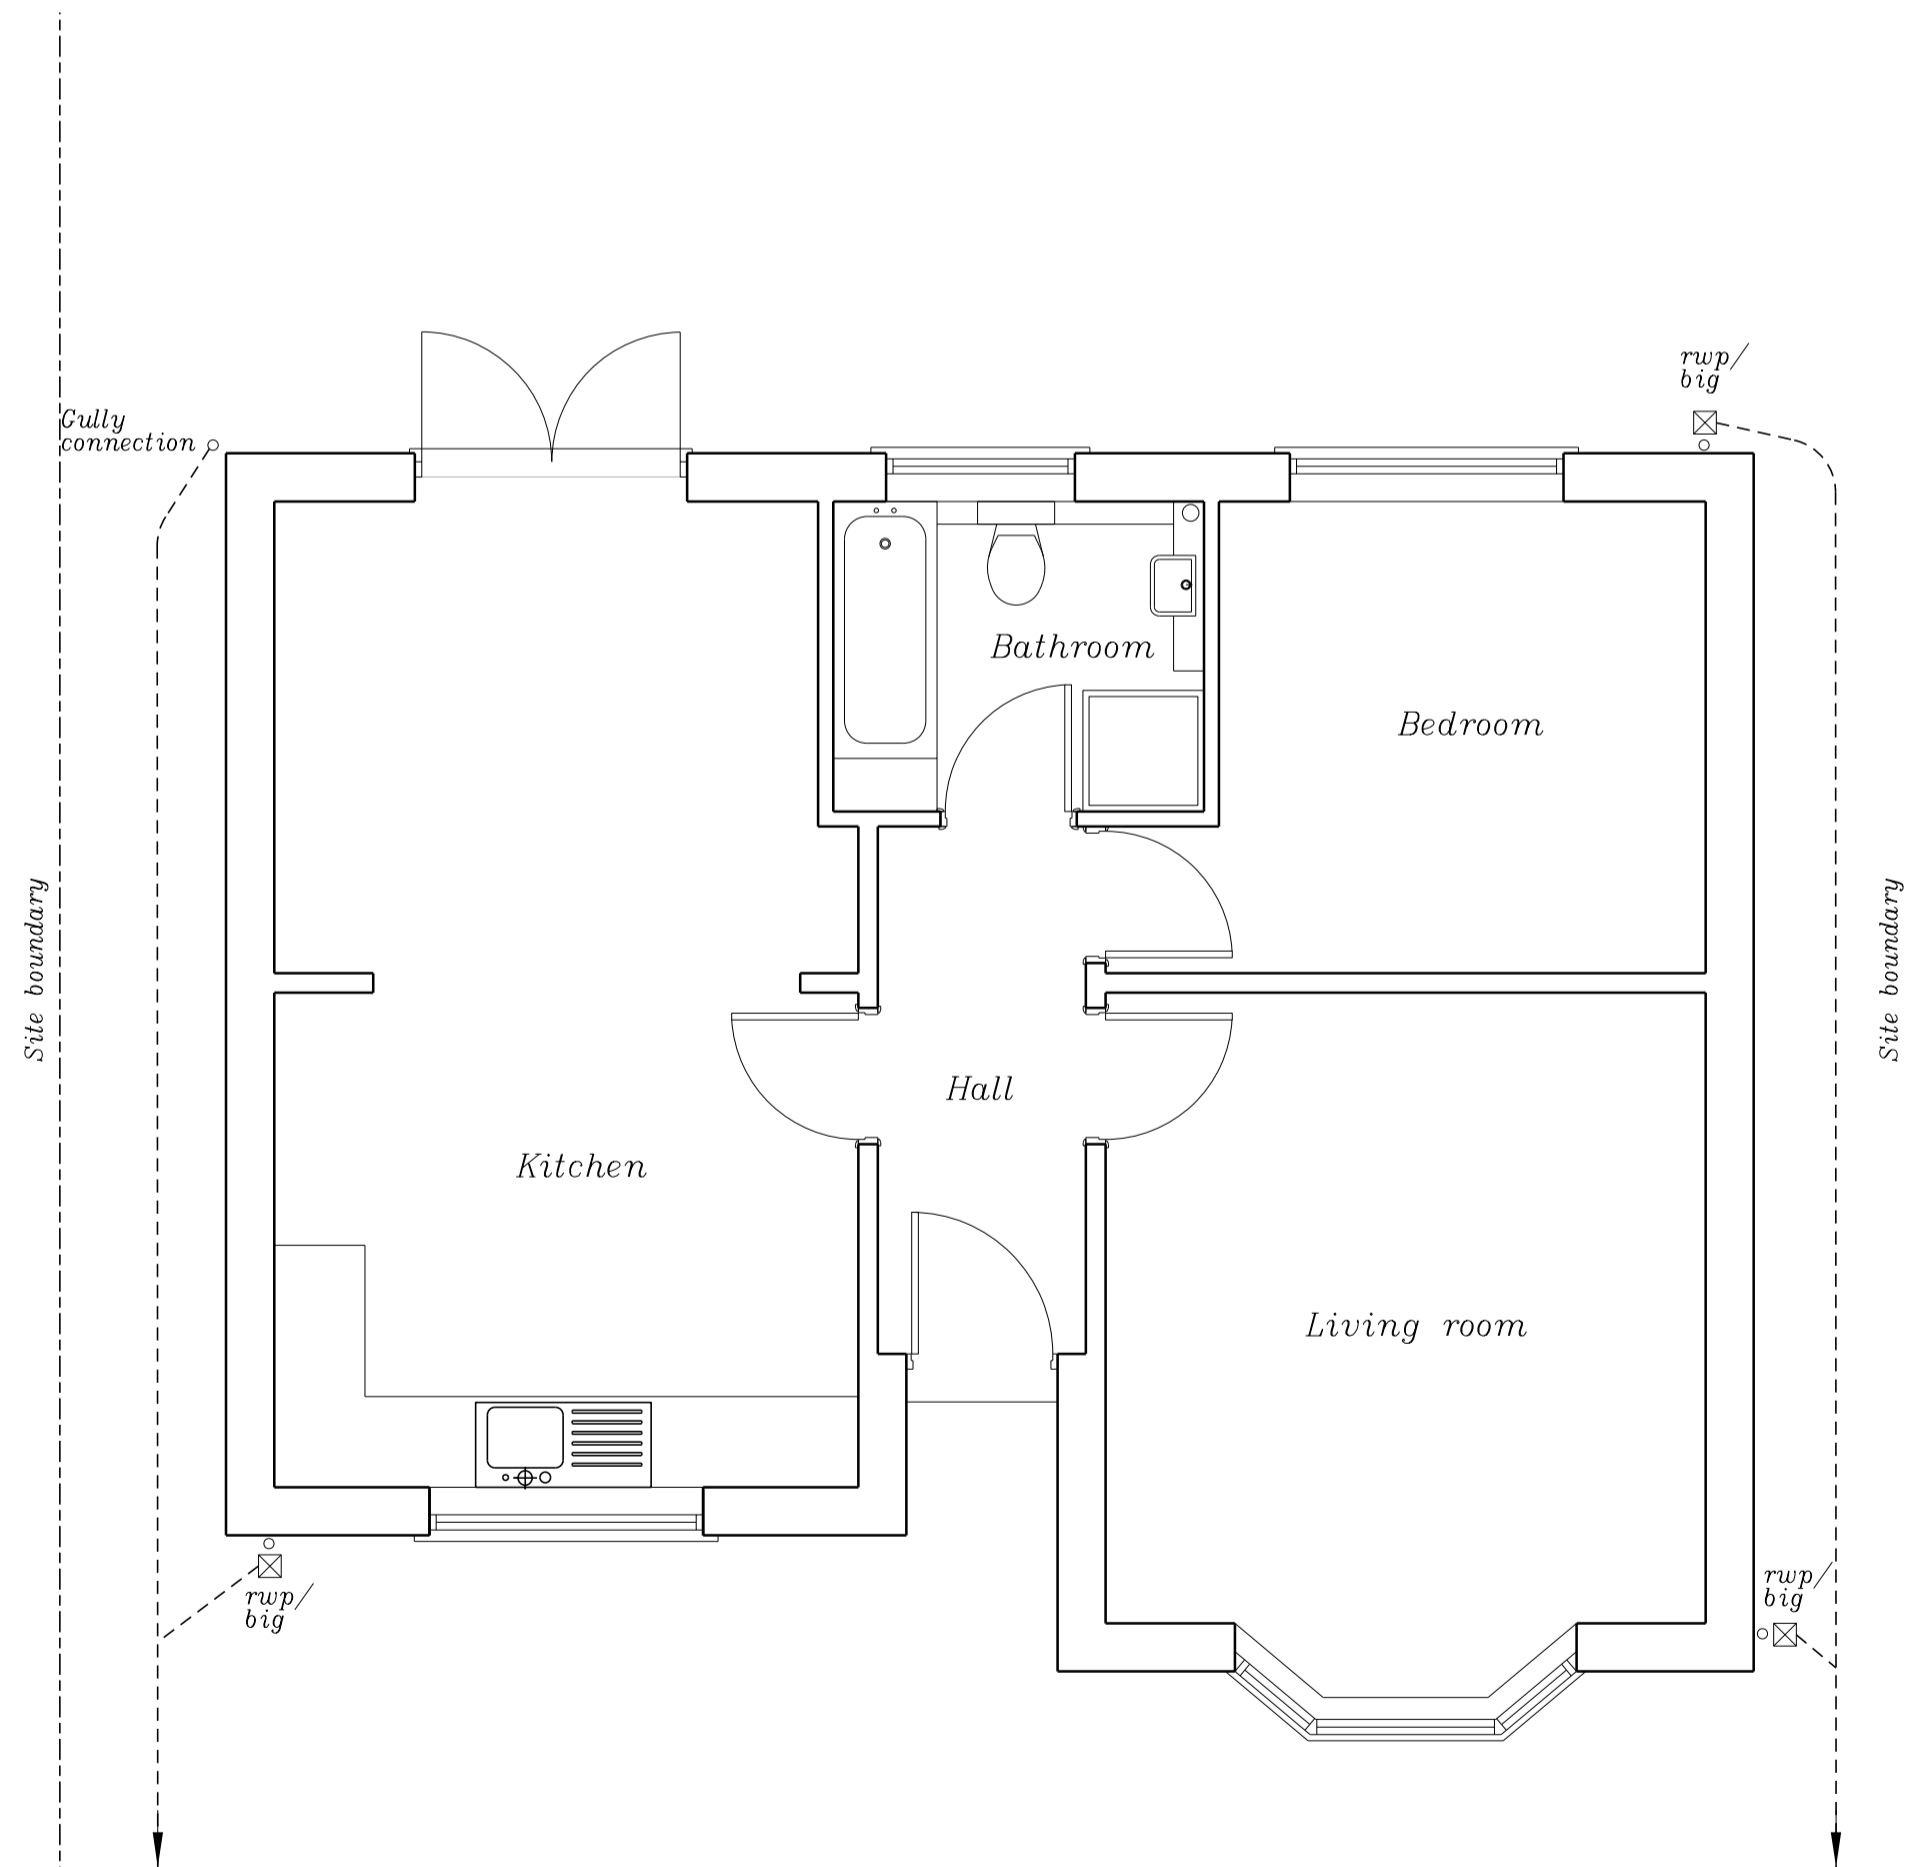 rwp/
big
Gully
connection
Bathroom
Bedroom
Site boundary
Site boundary
Hall
Kitchen
Living room
rwp/
big
rwp/
big